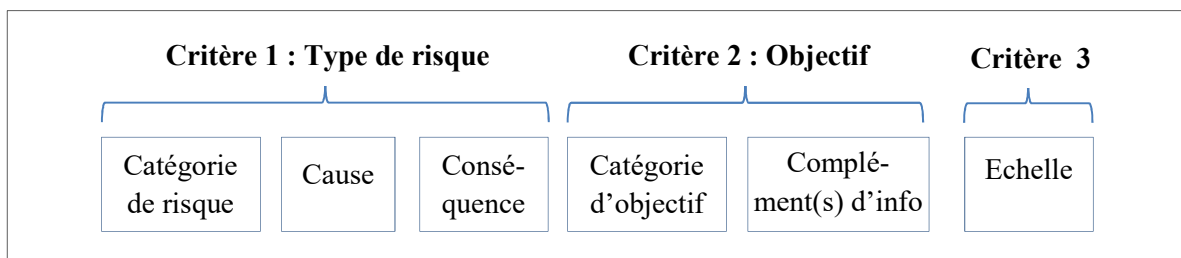 Critère 1 : Type de risque
Critère 2 : Objectif
Critère 3
Catégorie
de risque
Cause
Consé-
quence
Catégorie
d’objectif
Complé-
ment(s) d’info
Echelle